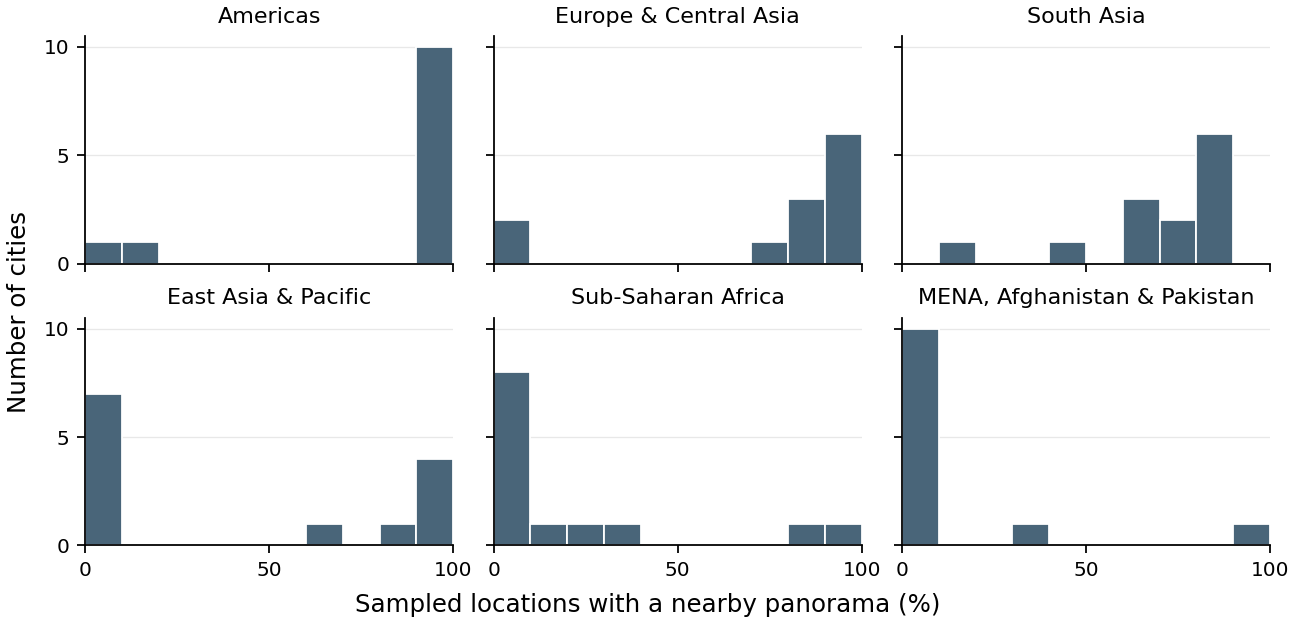 Americas
Europe & Central Asia
South Asia
10
5
0
East Asia & Pacific
Sub-Saharan Africa
MENA, Afghanistan & Pakistan
10
5
0
0
50
100
0
50
100
0
50
100
Number of cities
Sampled locations with a nearby panorama (%)